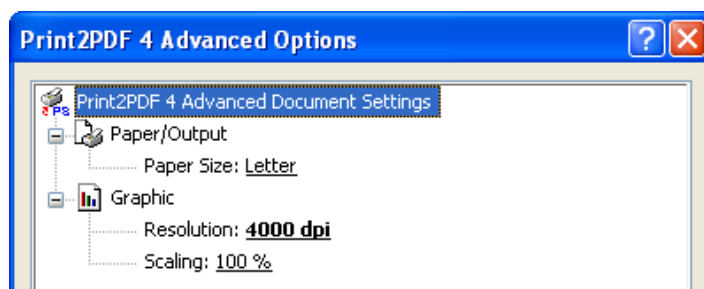 Print2PDF 4 Advanced Options
?
PS
Print2PDF 4 Advanced Document Settings
Paper/Output
Paper Size: Letter
Graphic
Resolution: 4000 dpi
Scaling: 100 %